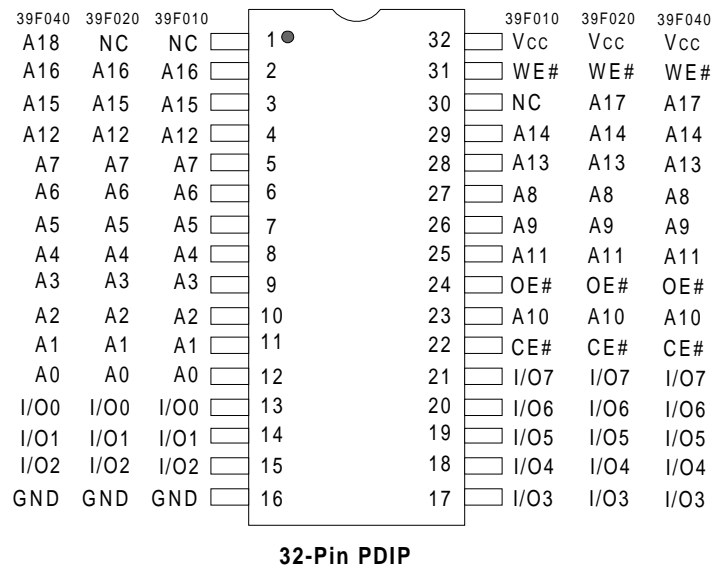 39F040 39F020 39F010 39F010 39F020 39F040
A18 NC NC 1 32 Vcc Vcc Vcc
A16 A16 A16 2 31 WE# WE# WE#
A15 A15 A15 3 30 NC A17 A17
A12 A12 A12 4 29 A14 A14 A14
A7 A7 A7 5 28 A13 A13 A13
A6 A6 A6 6 27 A8 A8 A8
A5 A5 A5 7 26 A9 A9 A9
A4 A4 A4 8 25 A11 A11 A11
A3 A3 A3 9 24 OE# OE# OE#
A2 A2 A2 10 23 A10 A10 A10
A1 A1 A1 11 22 CE# CE# CE#
A0 A0 A0 12 21 I/O7 I/O7 I/O7
I/O0 I/O0 I/O0 13 20 I/O6 I/O6 I/O6
I/O1 I/O1 I/O1 14 19 I/O5 I/O5 I/O5
I/O2 I/O2 I/O2 15 18 I/O4 I/O4 I/O4
GND GND GND 16 17 I/O3 I/O3 I/O3
32-Pin PDIP